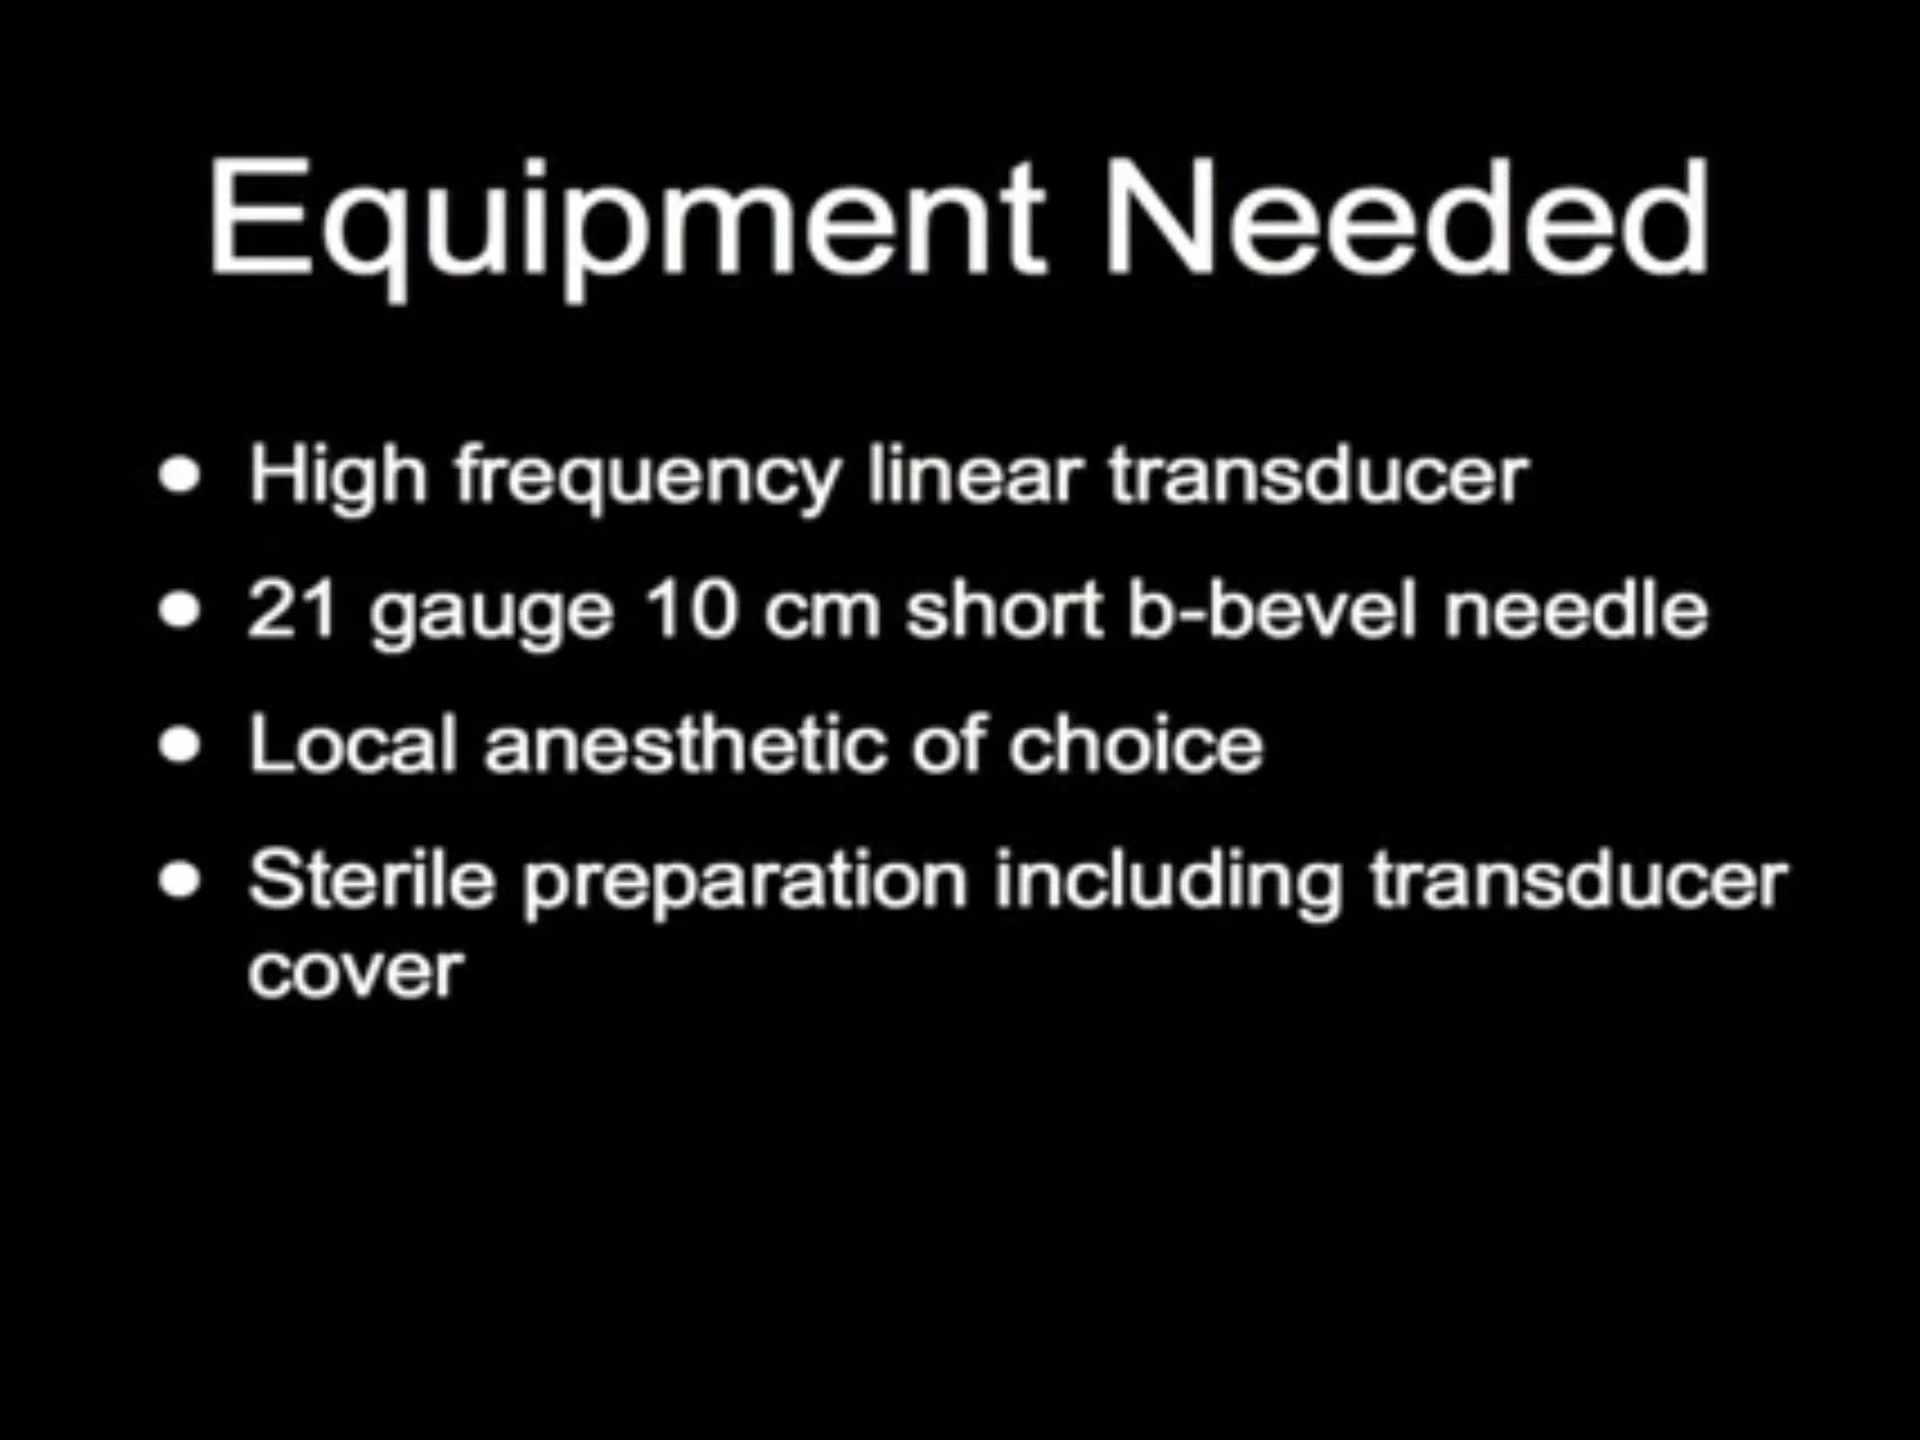 Equipment Needed
• High frequency linear transducer
• 21 gauge 10 cm short b-bevel needle
• Local anesthetic of choice
• Sterile preparation including transducer
cover